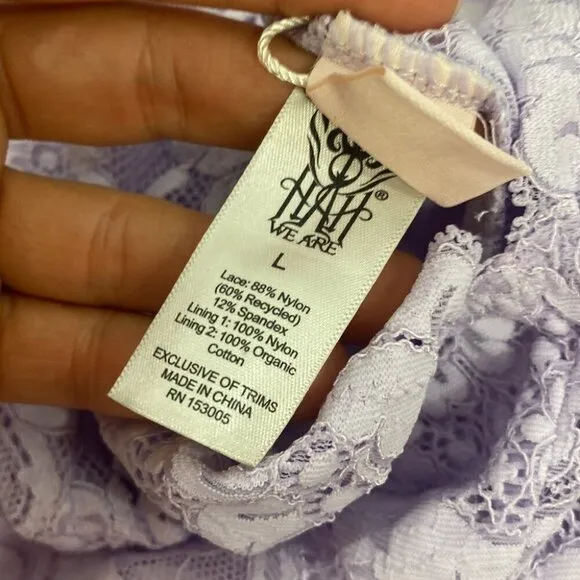 HAH®
WE ARE
L
Lace: 88% Nylon
(60% Recycled)
12% Spandex
Lining 1: 100% Nylon
Lining 2: 100% Organic
Cotton
EXCLUSIVE OF TRIMS
MADE IN CHINA
RN 153005